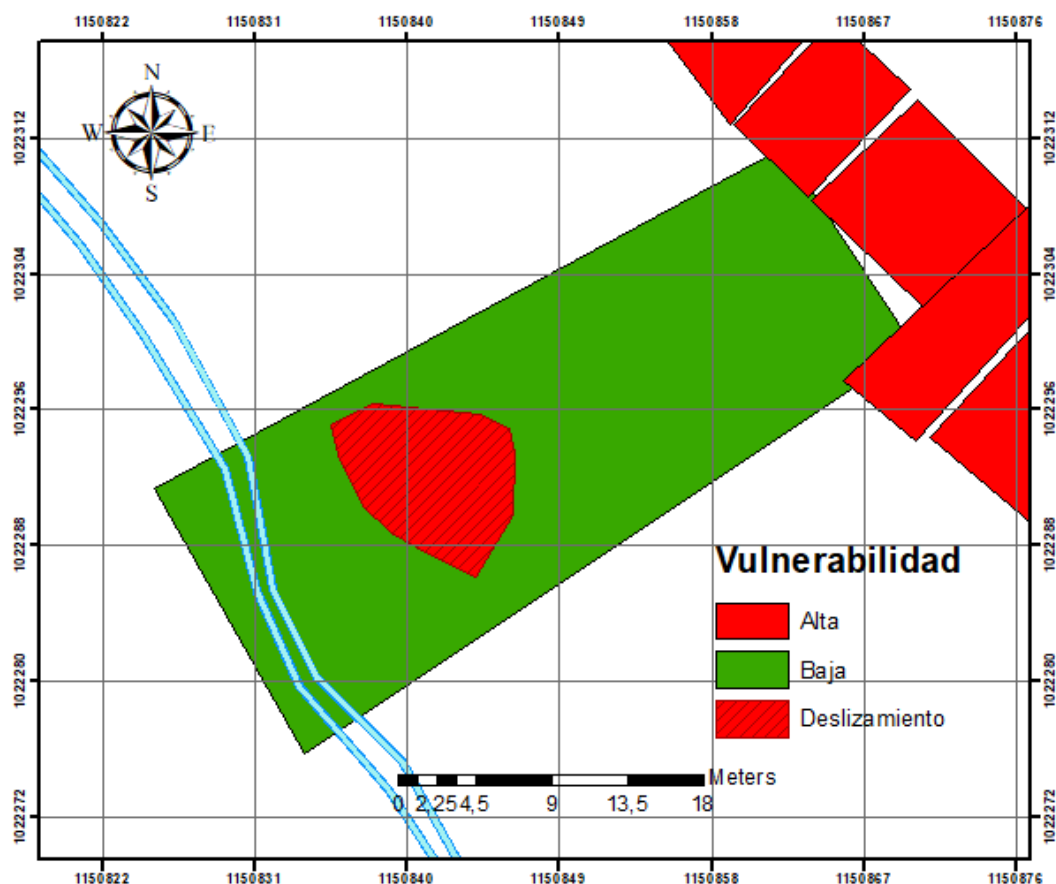 1150822 1150831 1150840 1150849 1150858 1150867 1150876
N
W E
S
1022312 1022312
1022304 1022304
1022296 1022296
1022288 1022288
Vulnerabilidad
Alta
1022280 Baja 1022280
Deslizamiento
Meters
0 2,25 4,5 9 13,5 18
1022272 1022272
1150822 1150831 1150840 1150849 1150858 1150867 1150876